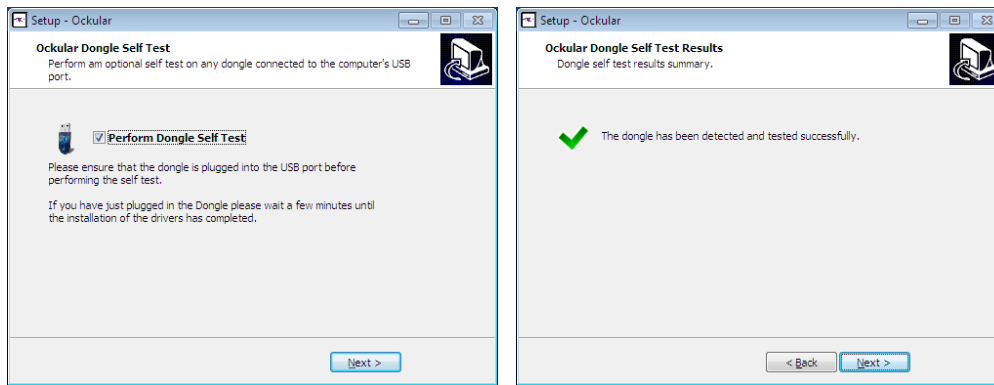 Setup - Ockular
Ockular Dongle Self Test
Perform am optional self test on any dongle connected to the computer's USB
port.
Perform Dongle Self Test
Please ensure that the dongle is plugged into the USB port before
performing the self test.
If you have just plugged in the Dongle please wait a few minutes until
the installation of the drivers has completed.
Next >
Setup - Ockular
Ockular Dongle Self Test Results
Dongle self test results summary.
The dongle has been detected and tested successfully.
< Back
Next >